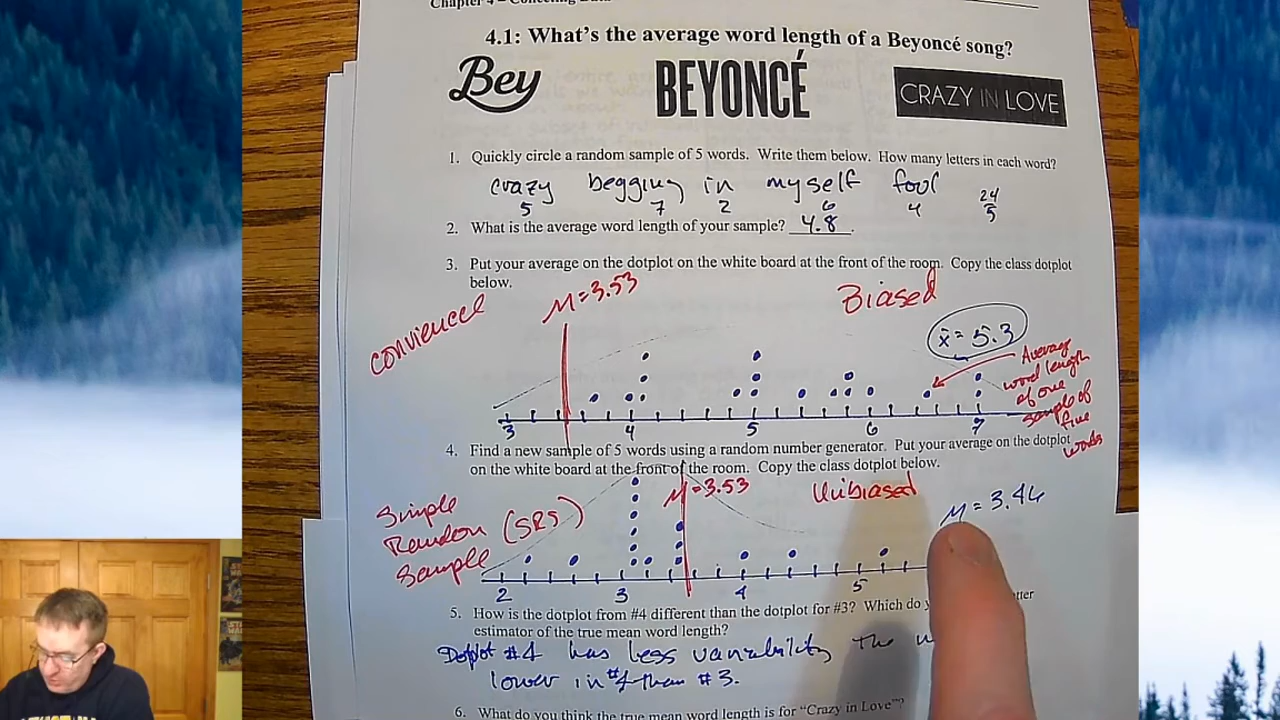 4.1: What's the average word length of a Beyoncé song?
Bey
BEYONCÉ
CRAZY IN LOVE
1. Quickly circle a random sample of 5 words. Write them below. How many letters in each word?
crazy begging in myself fool
5 7 2 6 4 24/5
2. What is the average word length of your sample? 4.8.
3. Put your average on the dotplot on the white board at the front of the room. Copy the class dotplot
below.
μ=3.53
Biased
x̄=5.3
Average
word length
of one
sample of
five
words
3 4 5 6 7
4. Find a new sample of 5 words using a random number generator. Put your average on the dotplot
on the white board at the front of the room. Copy the class dotplot below.
μ=3.53
Unbiased
Simple
Random (SRS)
Sample
2 3 4 5
5. How is the dotplot from #4 different than the dotplot for #3? Which do
estimator of the true mean word length?
Dotplot #4 has less variability the
lower in #4 than #3.
6. What do you think the true mean word length is for "Crazy in Love"?